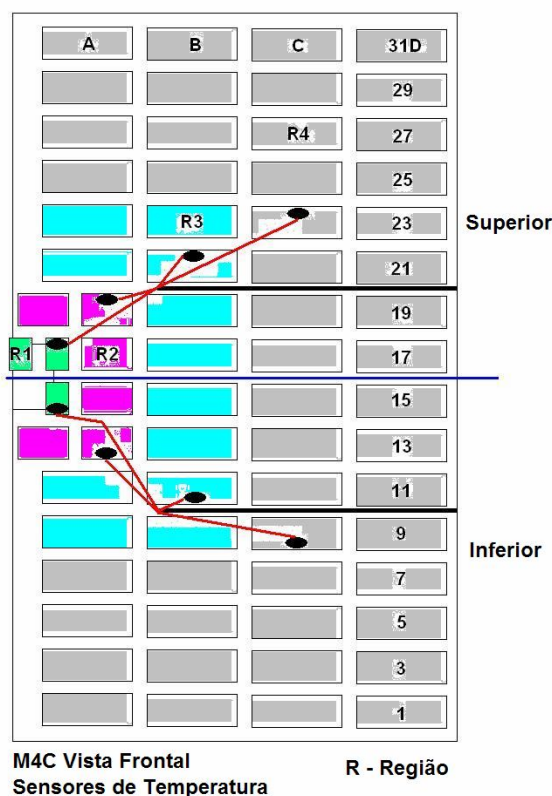 A B C 31D
29
R4 27
25
R3 23
Superior
21
19
R1 R2 17
15
13
11
9
Inferior
7
5
3
1
M4C Vista Frontal
Sensores de Temperatura
R - Região